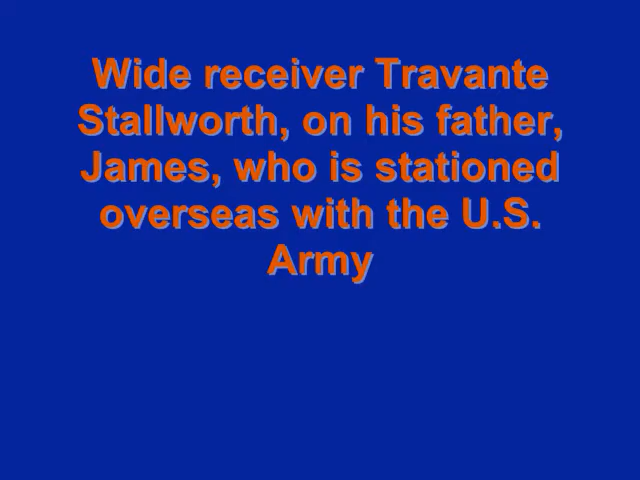 Wide receiver Travante
Stallworth, on his father,
James, who is stationed
overseas with the U.S.
Army